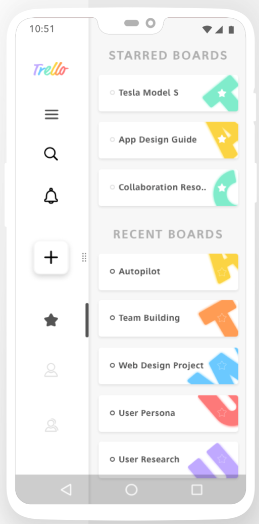 10:51
Trello
STARRED BOARDS
Tesla Model S
App Design Guide
Collaboration Reso..
RECENT BOARDS
Autopilot
Team Building
Web Design Project
User Persona
User Research